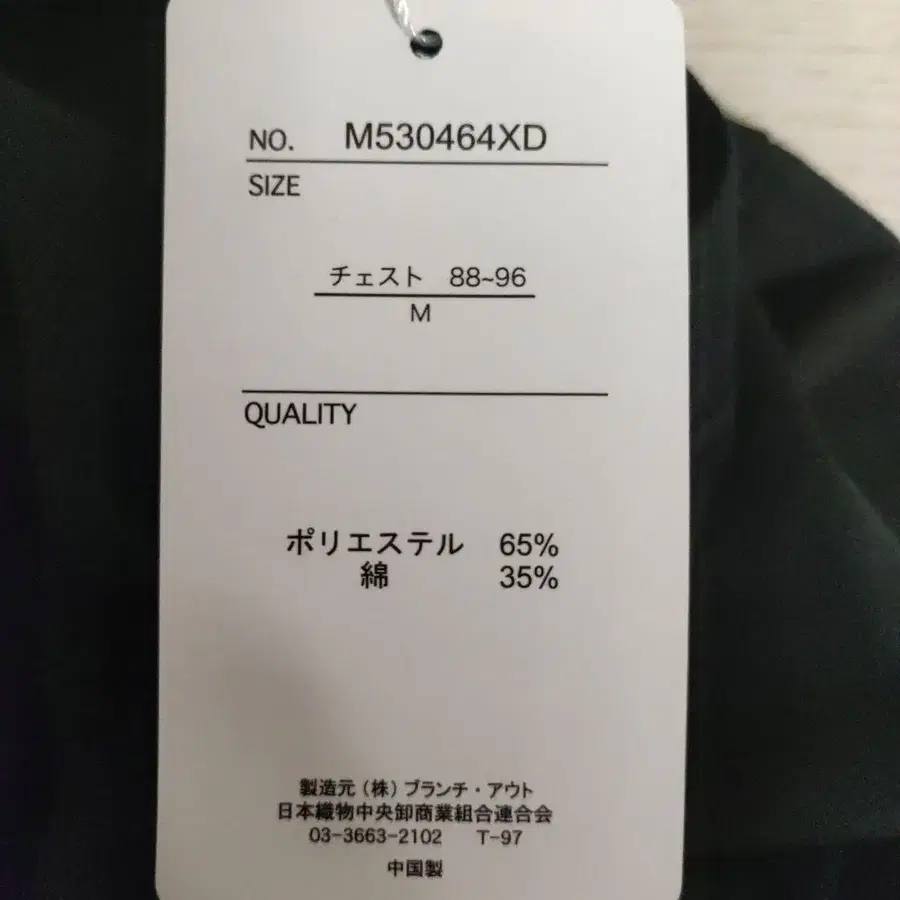 NO. M530464XD
SIZE
チェスト 88~96
M
QUALITY
ポリエステル 65%
綿 35%
製造元（株）ブランチ・アウト
日本織物中央卸商業組合連合会
03-3663-2102 T-97
中国製